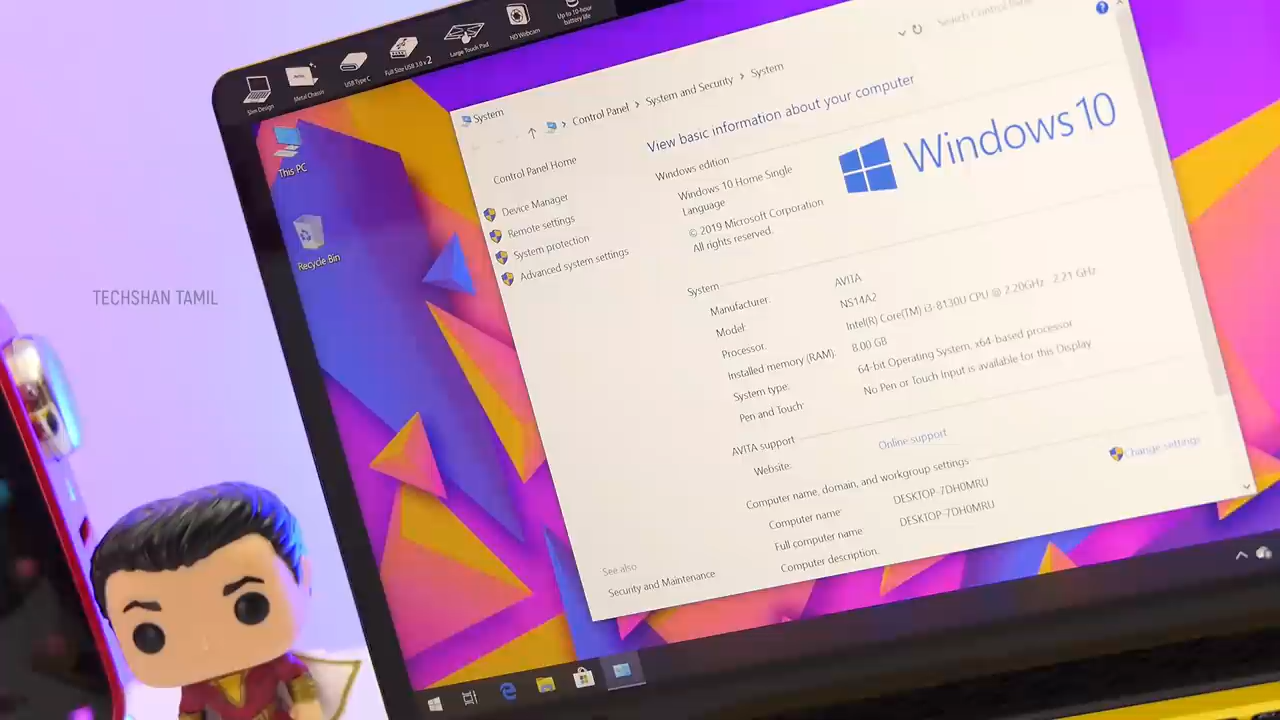 Slim Design
Metal Chassis
USB Type C
Full Size USB 3.0 x 2
Large Touch Pad
HD Webcam
Up to 10-hour
battery life
This PC
Recycle Bin
TECHSHAN TAMIL
System
Control Panel > System and Security > System
Search Control Panel
Control Panel Home
Device Manager
Remote settings
System protection
Advanced system settings
See also
Security and Maintenance
View basic information about your computer
Windows edition
Windows 10 Home Single
Language
© 2019 Microsoft Corporation
All rights reserved.
Windows 10
System
Manufacturer: AVITA
Model: NS14A2
Processor: Intel(R) Core(TM) i3-8130U CPU @ 2.20GHz 2.21 GHz
Installed memory (RAM): 8.00 GB
System type: 64-bit Operating System, x64-based processor
Pen and Touch: No Pen or Touch Input is available for this Display
AVITA support
Website: Online support
Computer name, domain, and workgroup settings
Computer name: DESKTOP-7DH0MRU
Change settings
Full computer name DESKTOP-7DH0MRU
Computer description: